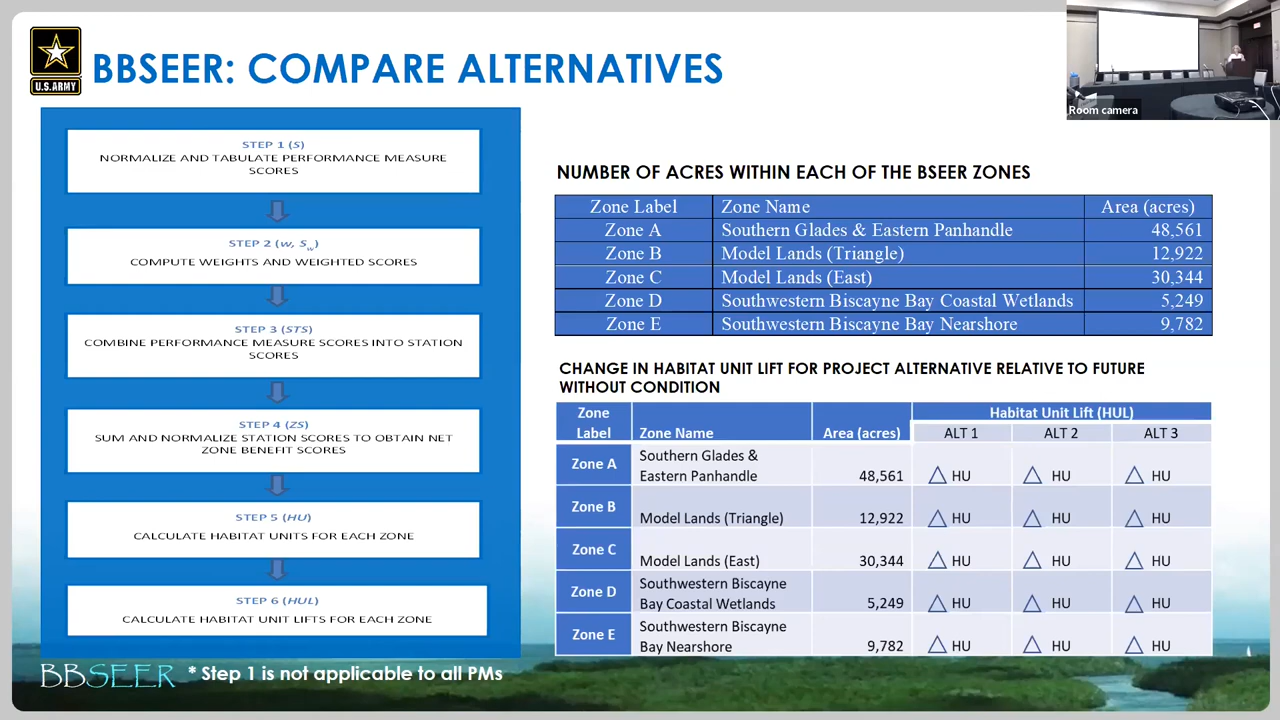 U.S.ARMY
BBSEER: COMPARE ALTERNATIVES
Room camera
STEP 1 (S)
NORMALIZE AND TABULATE PERFORMANCE MEASURE
SCORES
STEP 2 (w, Sw)
COMPUTE WEIGHTS AND WEIGHTED SCORES
STEP 3 (STS)
COMBINE PERFORMANCE MEASURE SCORES INTO STATION
SCORES
STEP 4 (ZS)
SUM AND NORMALIZE STATION SCORES TO OBTAIN NET
ZONE BENEFIT SCORES
STEP 5 (HU)
CALCULATE HABITAT UNITS FOR EACH ZONE
STEP 6 (HUL)
CALCULATE HABITAT UNIT LIFTS FOR EACH ZONE
BBSEER * Step 1 is not applicable to all PMs
NUMBER OF ACRES WITHIN EACH OF THE BSEER ZONES
Zone Label Zone Name Area (acres)
Zone A Southern Glades & Eastern Panhandle 48,561
Zone B Model Lands (Triangle) 12,922
Zone C Model Lands (East) 30,344
Zone D Southwestern Biscayne Bay Coastal Wetlands 5,249
Zone E Southwestern Biscayne Bay Nearshore 9,782
CHANGE IN HABITAT UNIT LIFT FOR PROJECT ALTERNATIVE RELATIVE TO FUTURE
WITHOUT CONDITION
Zone Habitat Unit Lift (HUL)
Label Zone Name Area (acres) ALT 1 ALT 2 ALT 3
Zone A Southern Glades &
Eastern Panhandle 48,561 △ HU △ HU △ HU
Zone B Model Lands (Triangle) 12,922 △ HU △ HU △ HU
Zone C Model Lands (East) 30,344 △ HU △ HU △ HU
Zone D Southwestern Biscayne
Bay Coastal Wetlands 5,249 △ HU △ HU △ HU
Zone E Southwestern Biscayne
Bay Nearshore 9,782 △ HU △ HU △ HU